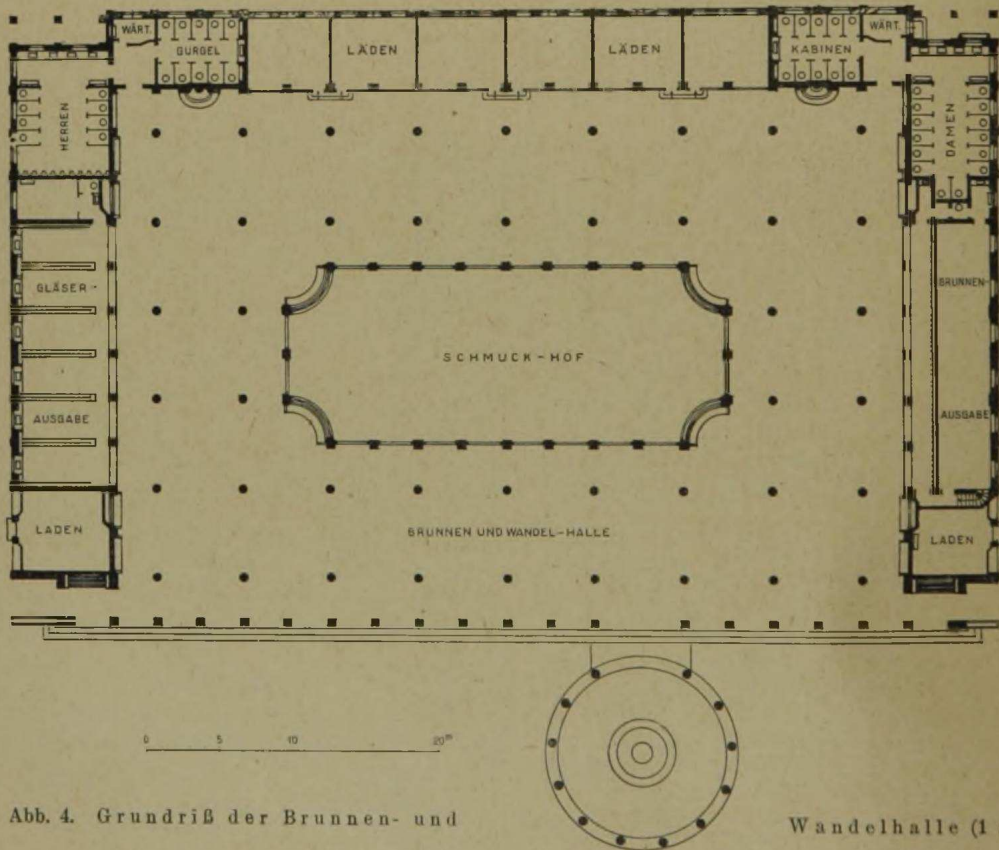 WÄRT.
GURGEL
LÄDEN
LÄDEN
KABINEN
WÄRT.
HERREN
DAMEN
GLÄSER-
BRUNNEN-
SCHMUCK-HOF
AUSGABE
AUSGABE
LADEN
BRUNNEN UND WANDEL-HALLE
LADEN
0 5 10 20m
Abb. 4. Grundriß der Brunnen- und Wandelhalle (1